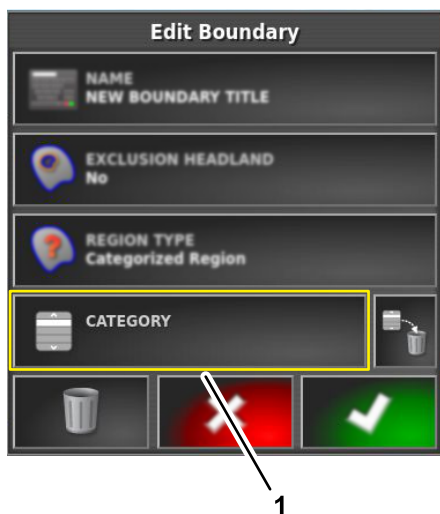 Edit Boundary
NAME
NEW BOUNDARY TITLE
EXCLUSION HEADLAND
No
REGION TYPE
Categorized Region
CATEGORY
1